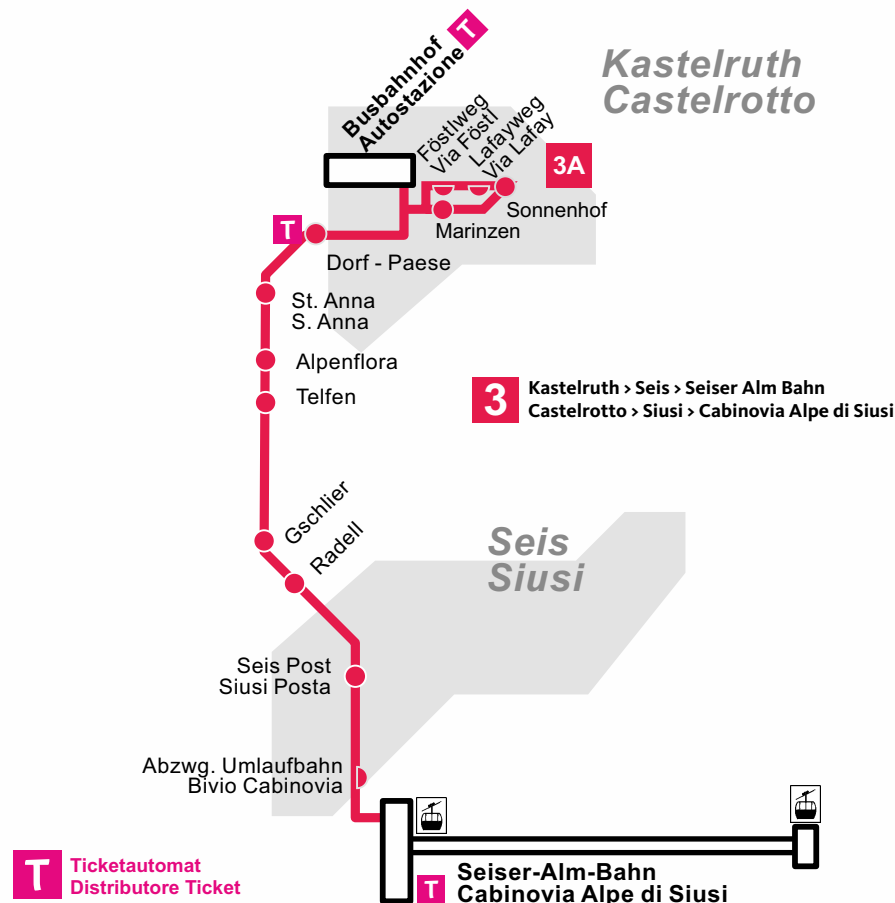 Busbahnhof
Autostazione
T
Kastelruth
Castelrotto
Föstlweg
Via Föstl
Lafayweg
Via Lafay
3A
Sonnenhof
Marinzen
T
Dorf - Paese
St. Anna
S. Anna
Alpenflora
Telfen
3
Kastelruth › Seis › Seiser Alm Bahn
Castelrotto › Siusi › Cabinovia Alpe di Siusi
Gschlier
Radell
Seis
Siusi
Seis Post
Siusi Posta
Abzwg. Umlaufbahn
Bivio Cabinovia
T
Ticketautomat
Distributore Ticket
T
Seiser-Alm-Bahn
Cabinovia Alpe di Siusi